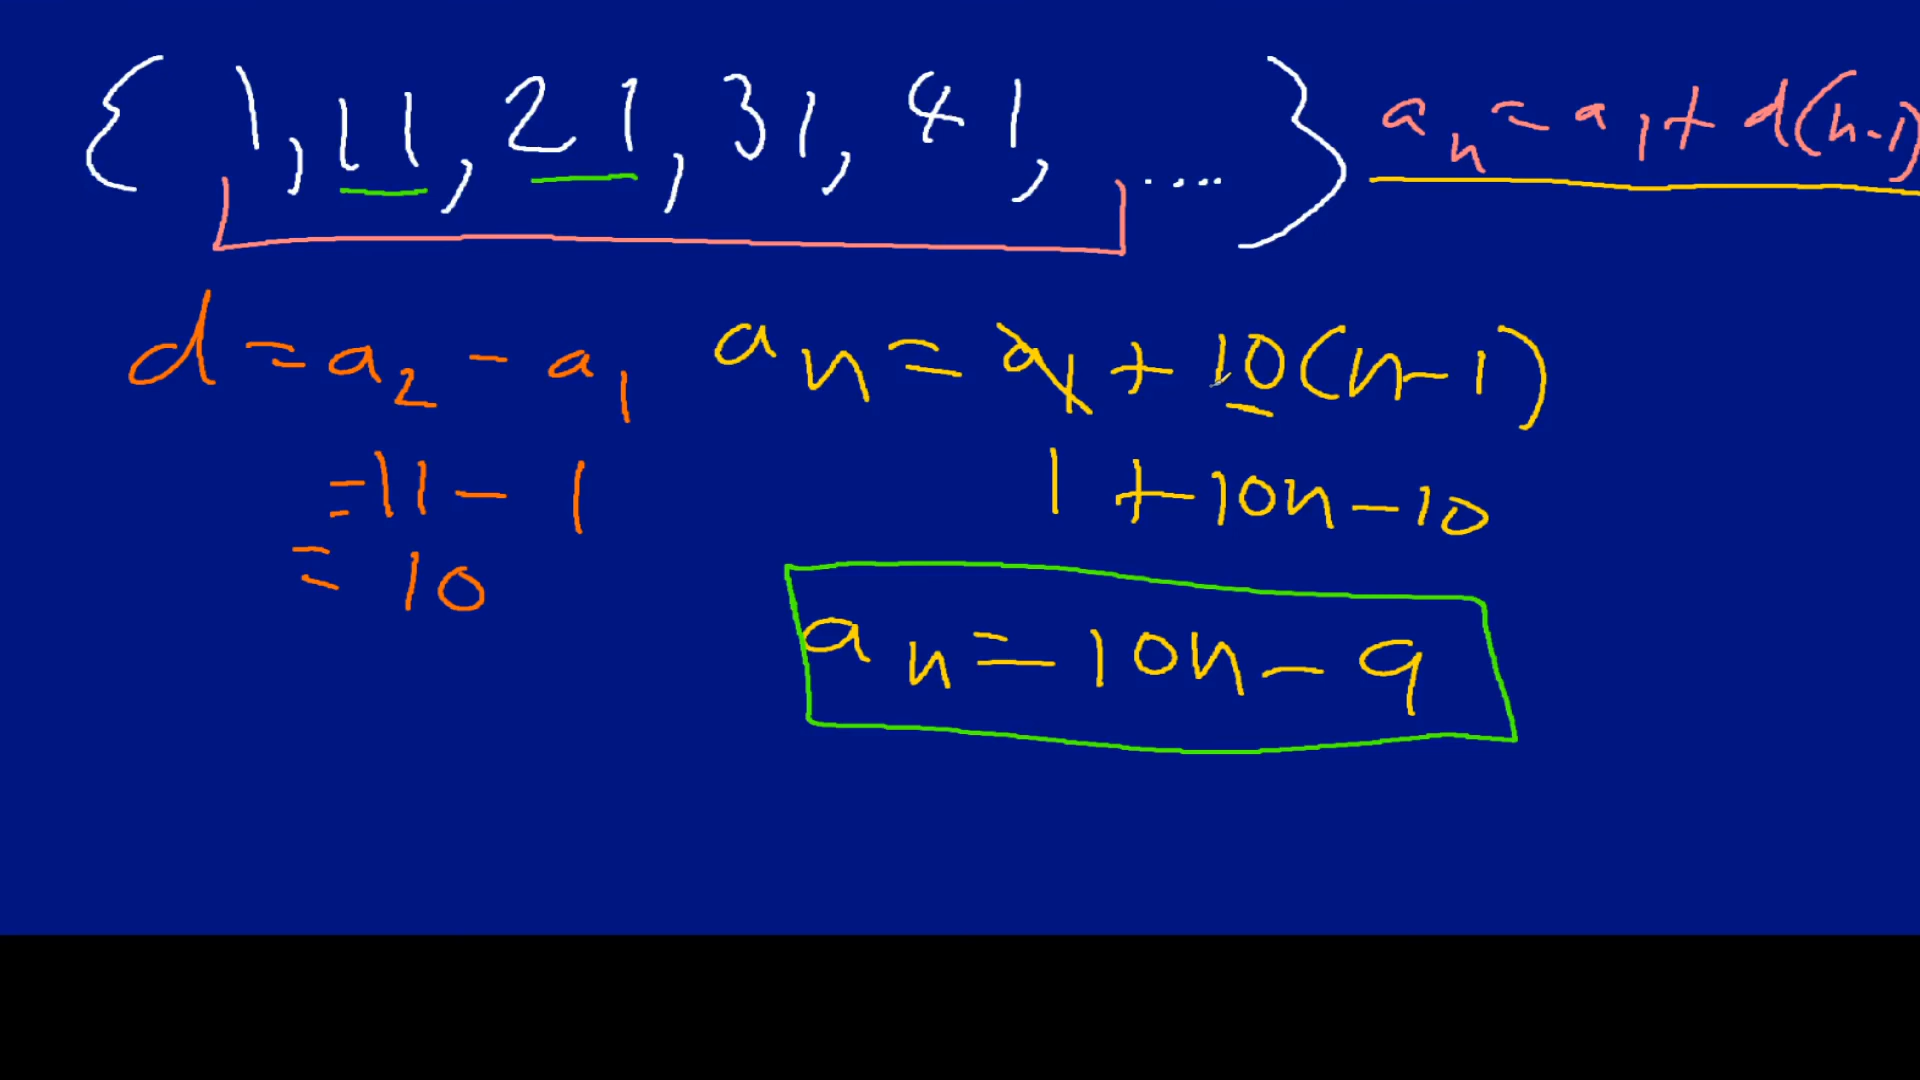 { 1, 11, 21, 31, 41, .... } aₙ = a₁ + d(n-1)
d = a₂ - a₁
= 11 - 1
= 10
aₙ = a₁ + 10(n-1)
1 + 10n - 10
aₙ = 10n - 9